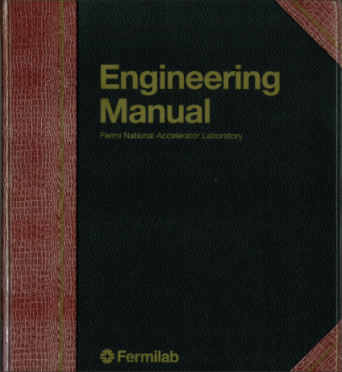 Engineering
Manual
Fermi National Accelerator Laboratory
Fermilab